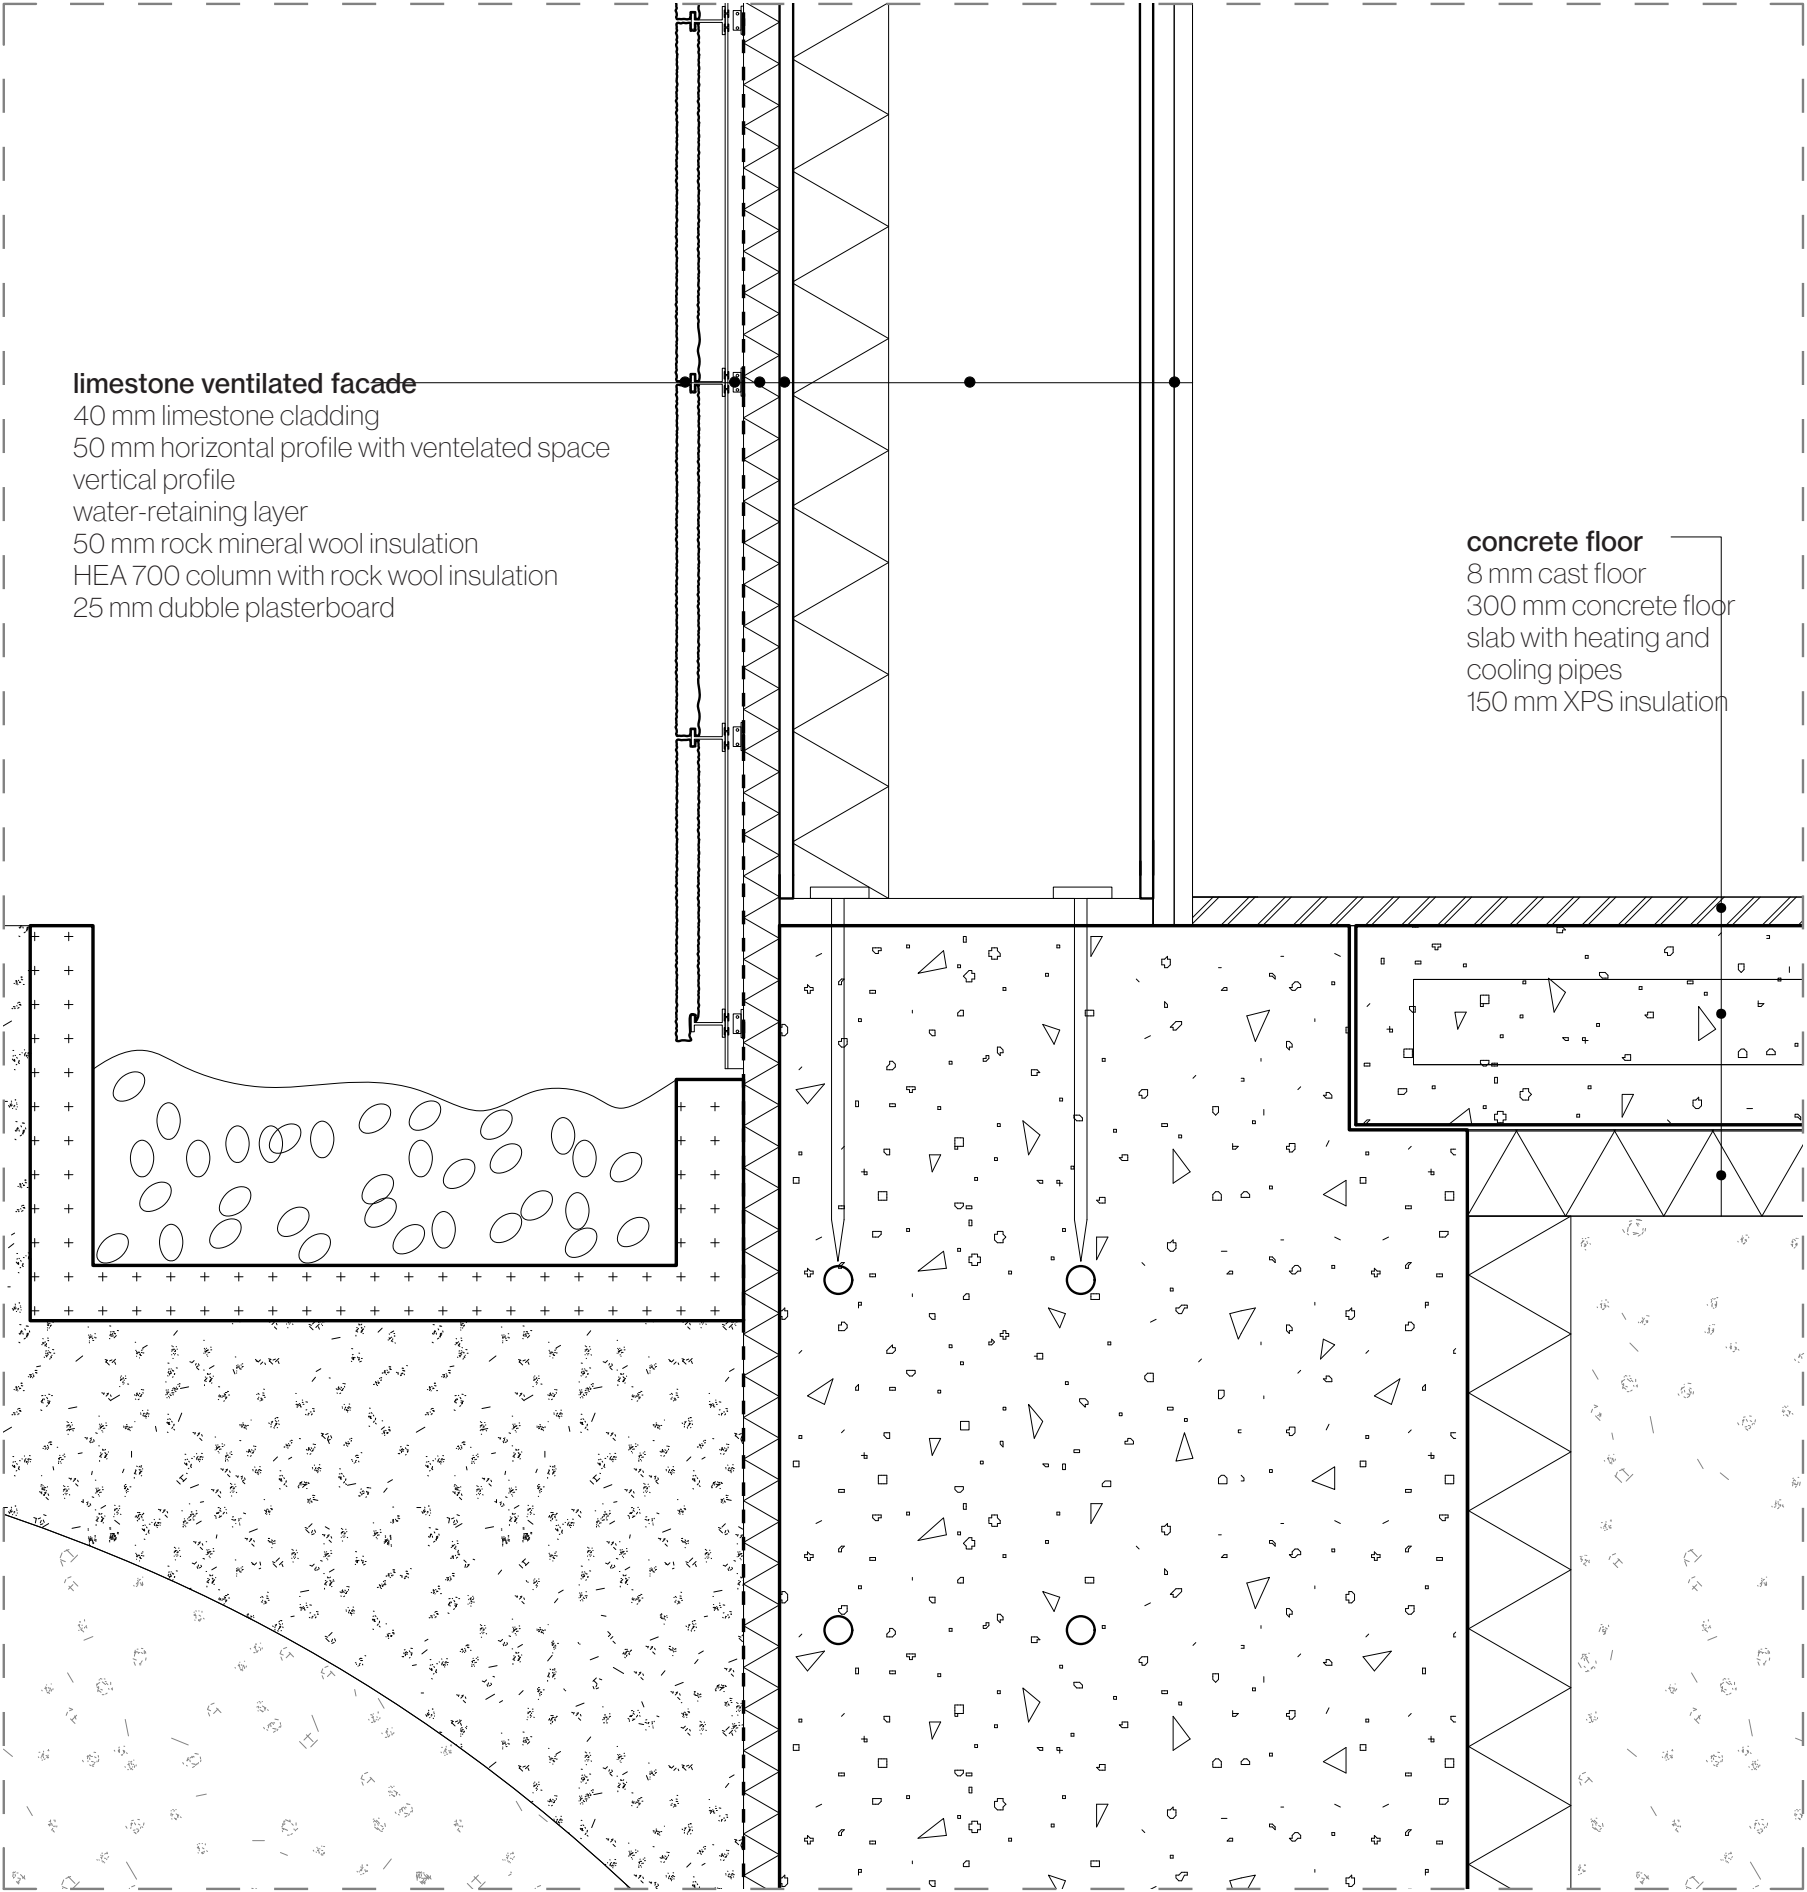 limestone ventilated facade
40 mm limestone cladding
50 mm horizontal profile with ventelated space
vertical profile
water-retaining layer
50 mm rock mineral wool insulation
HEA 700 column with rock wool insulation
25 mm dubble plasterboard
concrete floor
8 mm cast floor
300 mm concrete floor
slab with heating and
cooling pipes
150 mm XPS insulation